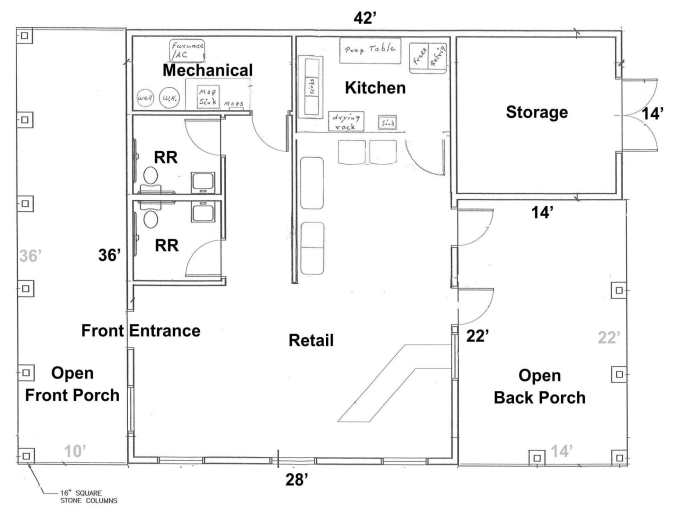 42’
Furnace
/AC
Mechanical
well
W.H.
Mop
Sink
Mops
Prep Table
Sinks
Kitchen
drying
rack
Sink
Storage
14’
RR
RR
36’
36’
14’
Front Entrance
Retail
22’
22’
Open
Front Porch
Open
Back Porch
10’
14’
28’
16" SQUARE
STONE COLUMNS